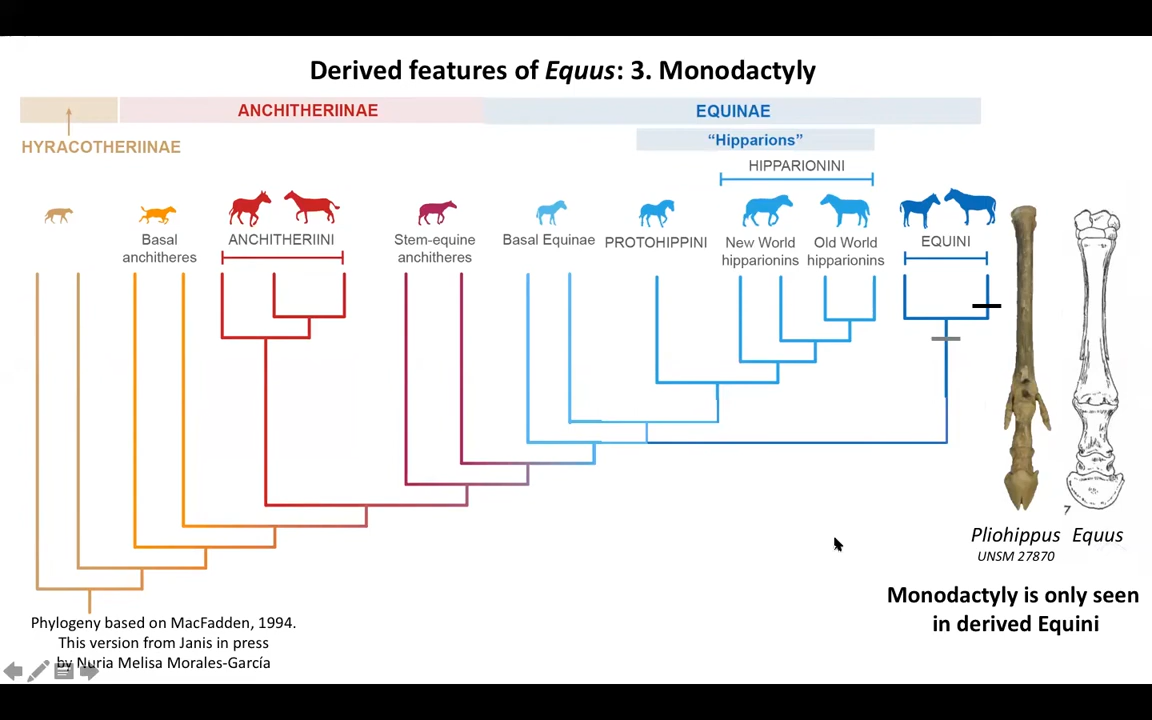 Derived features of Equus: 3. Monodactyly
ANCHITHERIINAE
EQUINAE
HYRACOTHERIINAE
“Hipparions”
HIPPARIONINI
Basal
anchitheres
ANCHITHERIINI
Stem-equine
anchitheres
Basal Equinae
PROTOHIPPINI
New World
hipparionins
Old World
hipparionins
EQUINI
7
Pliohippus Equus
UNSM 27870
Monodactyly is only seen
in derived Equini
Phylogeny based on MacFadden, 1994.
This version from Janis in press
by Nuria Melisa Morales-García